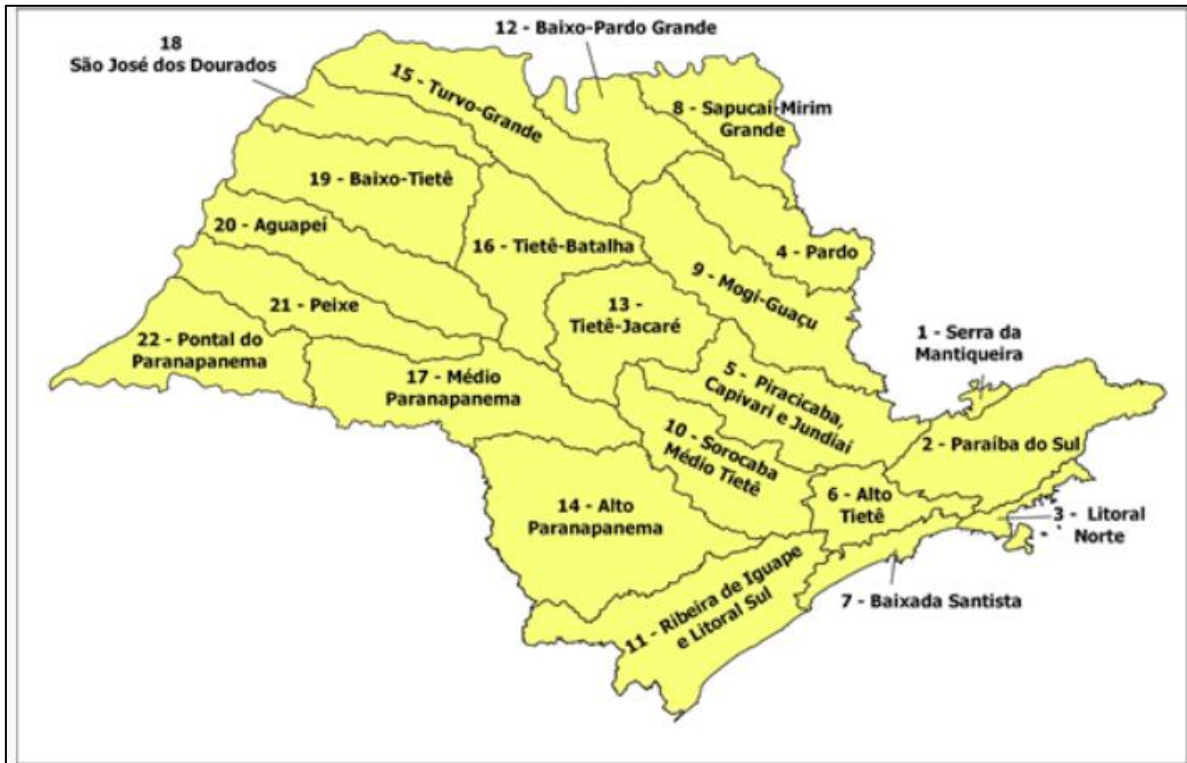 12 - Baixo-Pardo Grande
18
São José dos Dourados
15 - Turvo-Grande
8 - Sapucaí-Mirim
Grande
19 - Baixo-Tietê
20 - Aguapeí
16 - Tietê-Batalha
4 - Pardo
9 - Mogi-Guaçu
21 - Peixe
13 -
Tietê-Jacaré
22 - Pontal do
Paranapanema
1 - Serra da
Mantiqueira
17 - Médio
Paranapanema
5 - Piracicaba,
Capivari e Jundiaí
10 - Sorocaba
Médio Tietê
2 - Paraíba do Sul
6 - Alto
Tietê
14 - Alto
Paranapanema
3 - Litoral
Norte
7 - Baixada Santista
11 - Ribeira de Iguape
e Litoral Sul